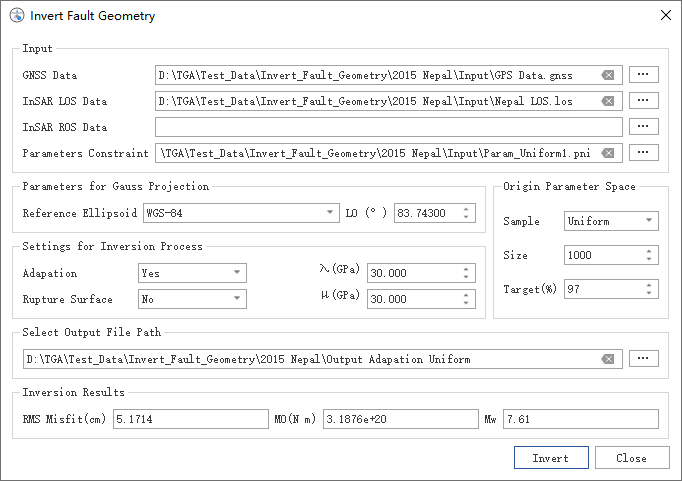 Invert Fault Geometry
Input
GNSS Data D:\TGA\Test_Data\Invert_Fault_Geometry\2015 Nepal\Input\GPS Data.gnss ...
InSAR LOS Data D:\TGA\Test_Data\Invert_Fault_Geometry\2015 Nepal\Input\Nepal LOS.los ...
InSAR ROS Data ...
Parameters Constraint \TGA\Test_Data\Invert_Fault_Geometry\2015 Nepal\Input\Param_Uniform1.pni ...
Parameters for Gauss Projection
Reference Ellipsoid WGS-84 L0 (°) 83.74300
Settings for Inversion Process
Adapation Yes λ(GPa) 30.000
Rupture Surface No μ(GPa) 30.000
Origin Parameter Space
Sample Uniform
Size 1000
Target(%) 97
Select Output File Path
D:\TGA\Test_Data\Invert_Fault_Geometry\2015 Nepal\Output Adapation Uniform ...
Inversion Results
RMS Misfit(cm) 5.1714 M0(N m) 3.1876e+20 Mw 7.61
Invert Close